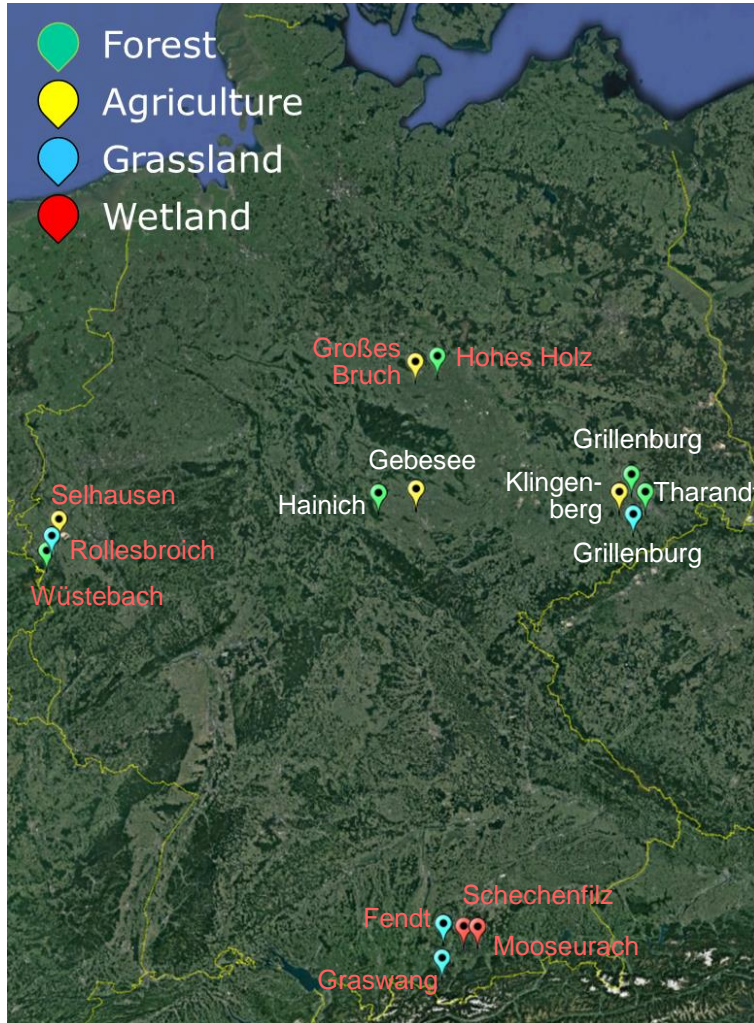 Forest
Agriculture
Grassland
Wetland
Großes
Bruch
Hohes Holz
Grillenburg
Gebesee
Klingen-
berg
Hainich
Tharandt
Selhausen
Grillenburg
Rollesbroich
Wüstebach
Schechenfilz
Fendt
Mooseurach
Graswang